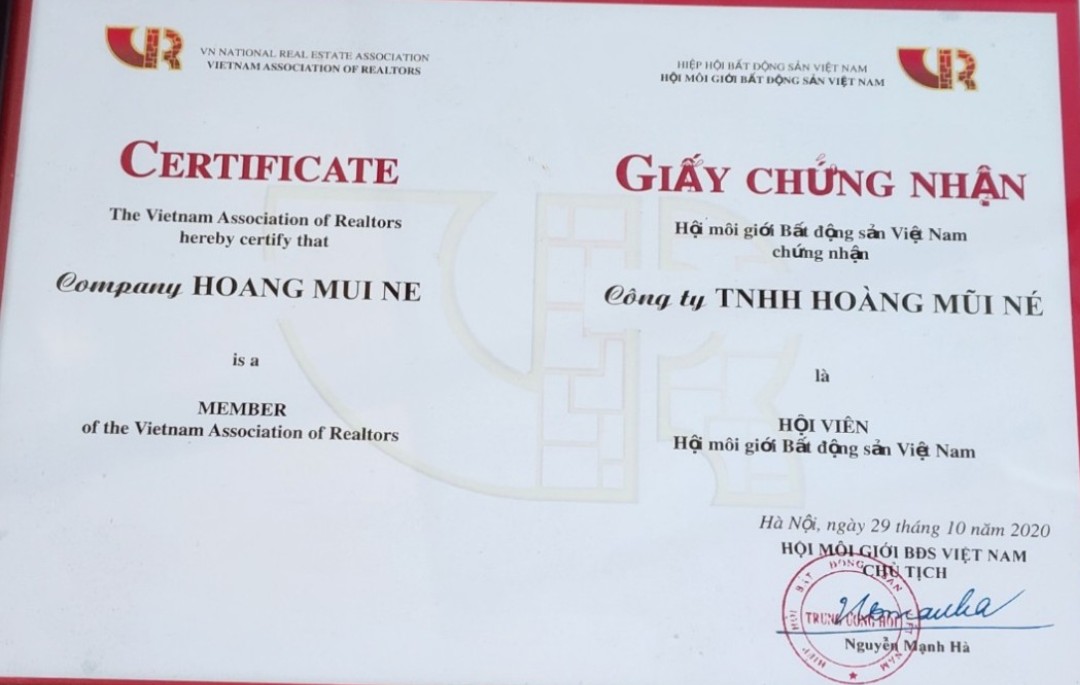 VN NATIONAL REAL ESTATE ASSOCIATION
VIETNAM ASSOCIATION OF REALTORS
CERTIFICATE
The Vietnam Association of Realtors
hereby certify that
Company HOANG MUI NE
is a
MEMBER
of the Vietnam Association of Realtors
HIỆP HỘI BẤT ĐỘNG SẢN VIỆT NAM
HỘI MÔI GIỚI BẤT ĐỘNG SẢN VIỆT NAM
GIẤY CHỨNG NHẬN
Hội môi giới Bất động sản Việt Nam
chứng nhận
Công ty TNHH HOÀNG MŨI NÉ
là
HỘI VIÊN
Hội môi giới Bất động sản Việt Nam
Hà Nội, ngày 29 tháng 10 năm 2020
HỘI MÔI GIỚI BĐS VIỆT NAM
CHỦ TỊCH
Nguyễn Mạnh Hà